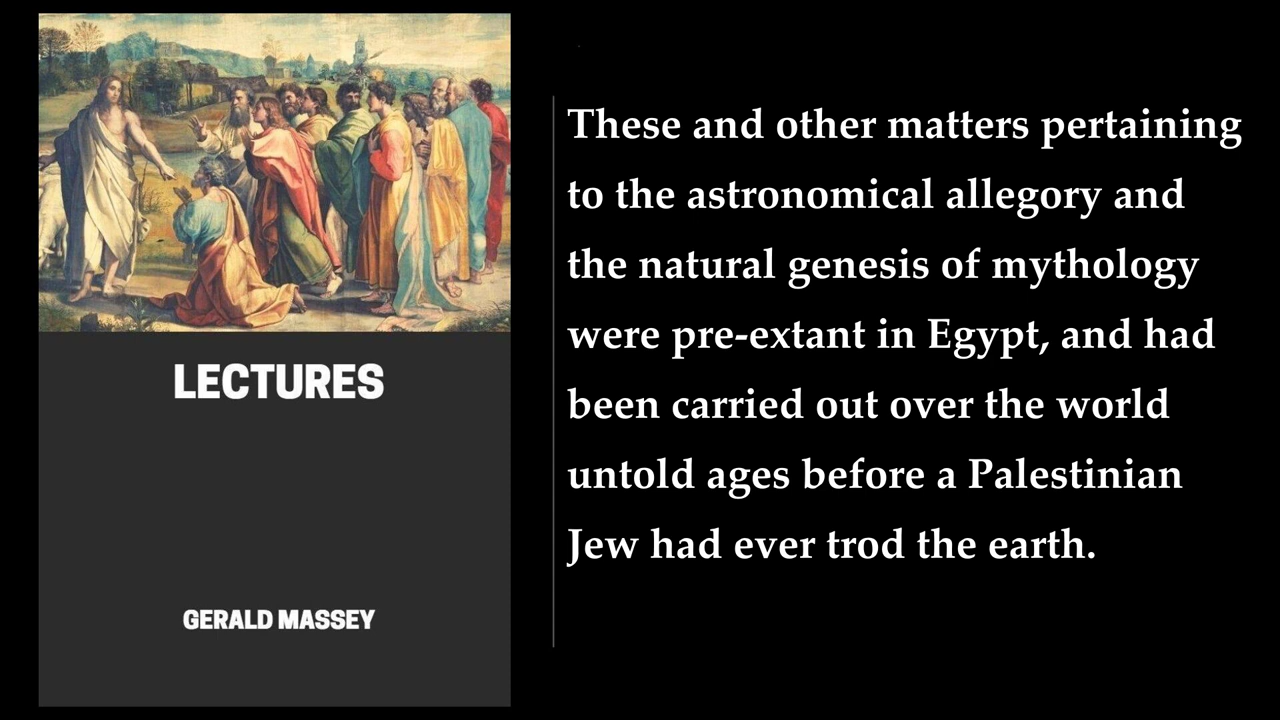 LECTURES
GERALD MASSEY
These and other matters pertaining
to the astronomical allegory and
the natural genesis of mythology
were pre-extant in Egypt, and had
been carried out over the world
untold ages before a Palestinian
Jew had ever trod the earth.